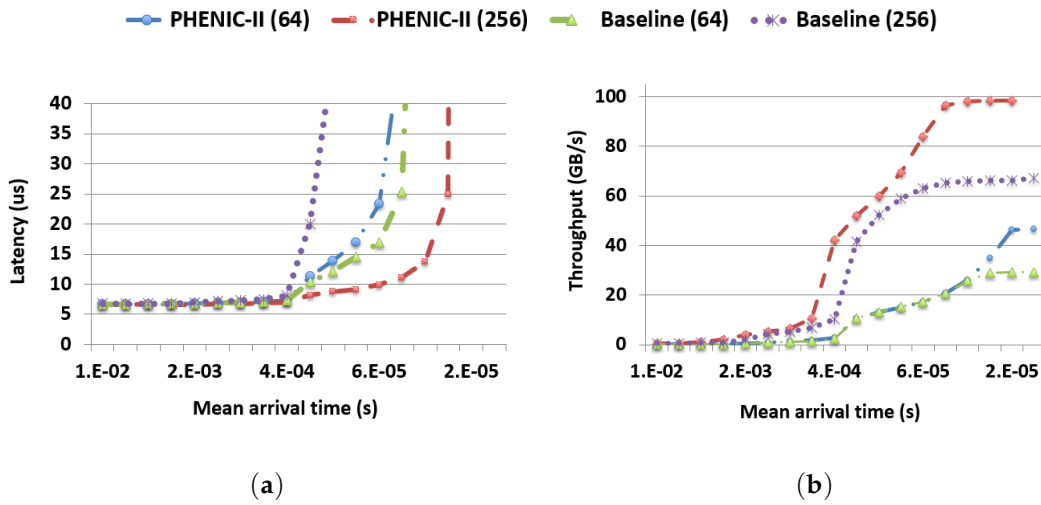 PHENIC-II (64) PHENIC-II (256) Baseline (64) Baseline (256)
Latency (us)
40
35
30
25
20
15
10
5
0
1.E-02 2.E-03 4.E-04 6.E-05 2.E-05
Mean arrival time (s)
(a)
Throughput (GB/s)
100
80
60
40
20
0
1.E-02 2.E-03 4.E-04 6.E-05 2.E-05
Mean arrival time (s)
(b)